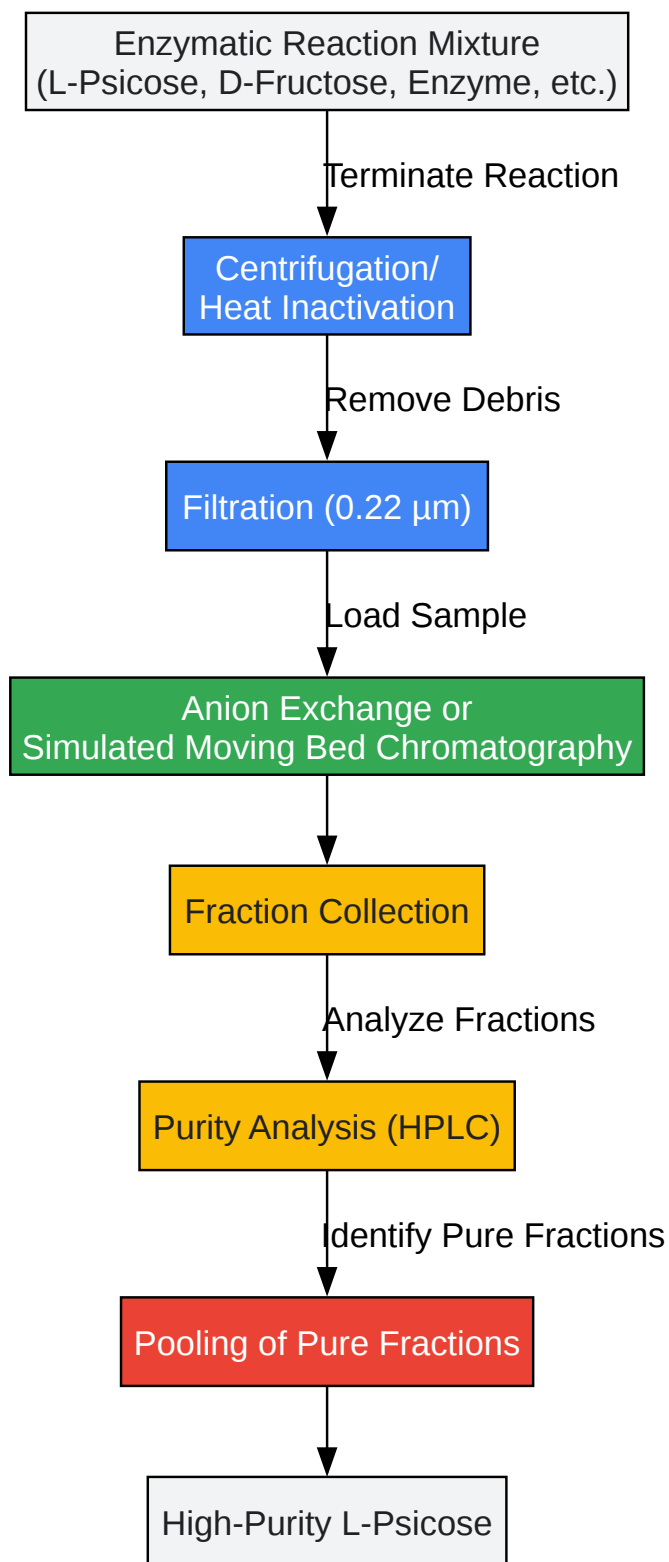 Enzymatic Reaction Mixture
(L-Psicose, D-Fructose, Enzyme, etc.)
Terminate Reaction
Centrifugation/
Heat Inactivation
Remove Debris
Filtration (0.22 µm)
Load Sample
Anion Exchange or
Simulated Moving Bed Chromatography
Fraction Collection
Analyze Fractions
Purity Analysis (HPLC)
Identify Pure Fractions
Pooling of Pure Fractions
High-Purity L-Psicose